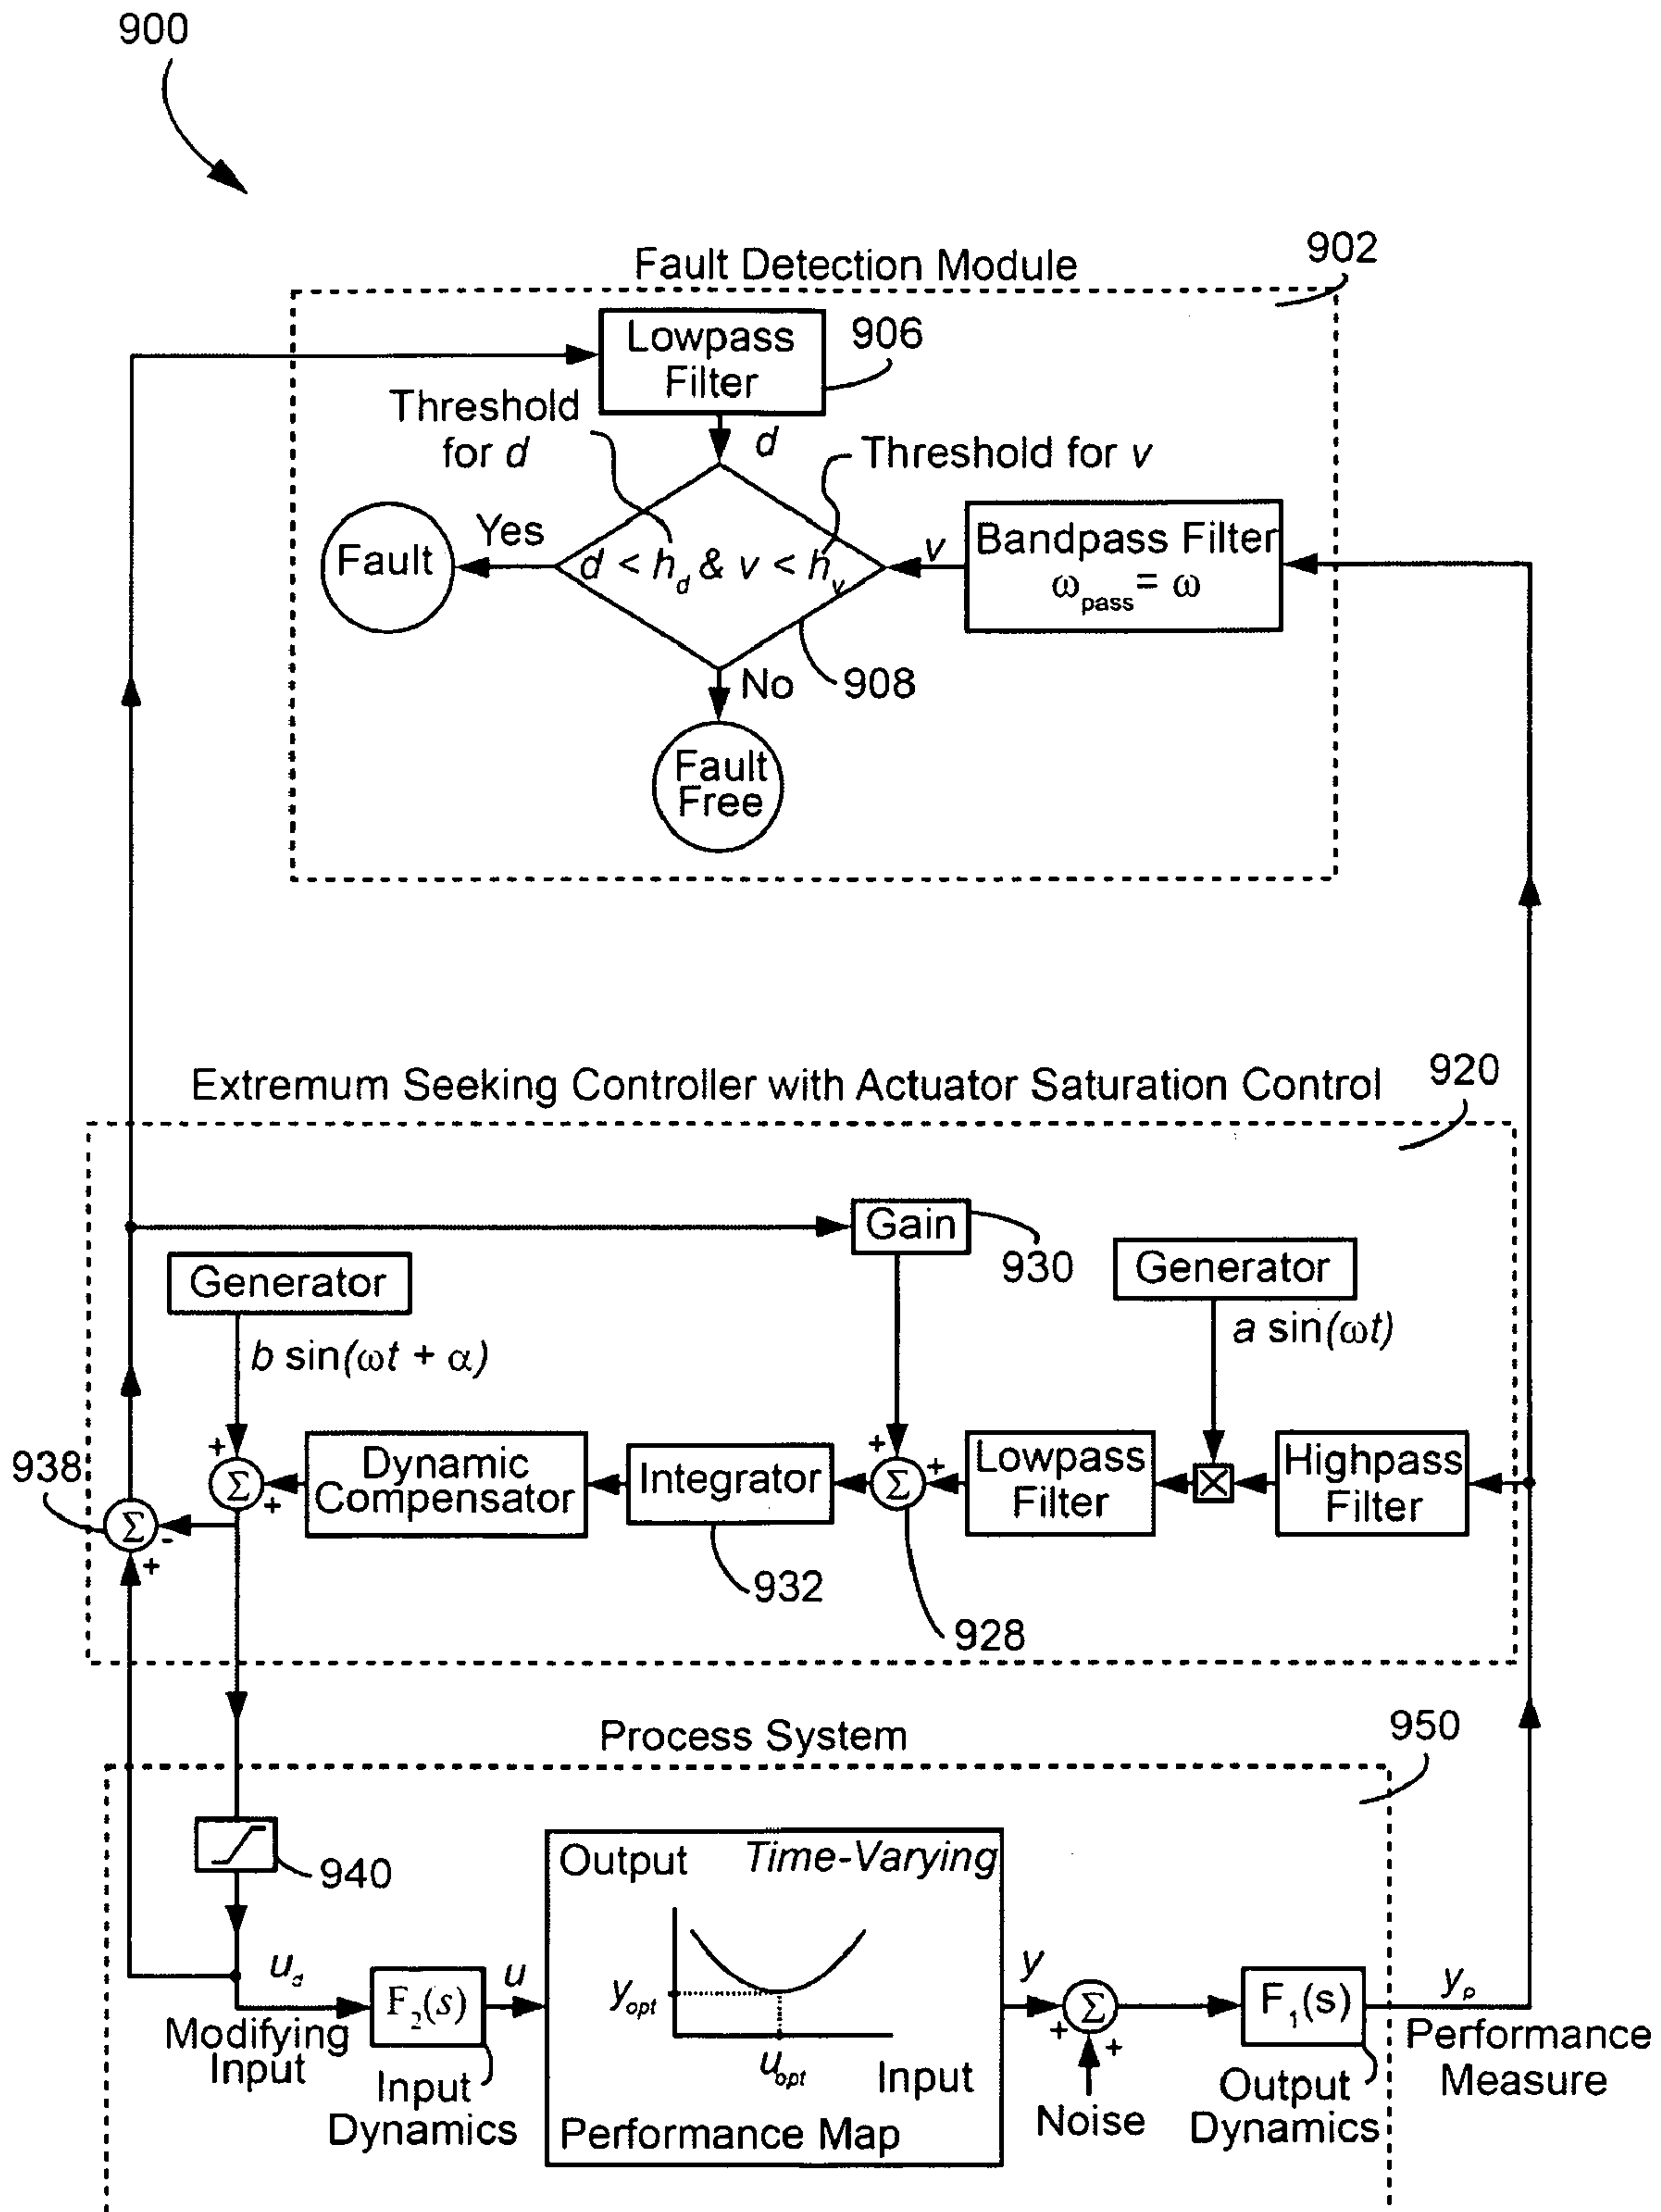 900
Fault Detection Module
902
Lowpass
Filter
906
Threshold
for d
d
Threshold for v
Fault
Yes
d < h_d & v < h_v
v
Bandpass Filter
ω_pass = ω
No
908
Fault
Free
Extremum Seeking Controller with Actuator Saturation Control
920
Gain
930
Generator
Generator
b sin(ωt + α)
a sin(ωt)
938
+
Σ
+
Dynamic
Compensator
Integrator
+
Σ
+
Lowpass
Filter
X
Highpass
Filter
Σ
-
+
932
928
Process System
950
940
Output
Time-Varying
u_d
Modifying
Input
F_2(s)
Input
Dynamics
u
y_opt
u_opt
Input
Performance Map
y
Σ
+
+
Noise
F_1(s)
Output
Dynamics
y_p
Performance
Measure